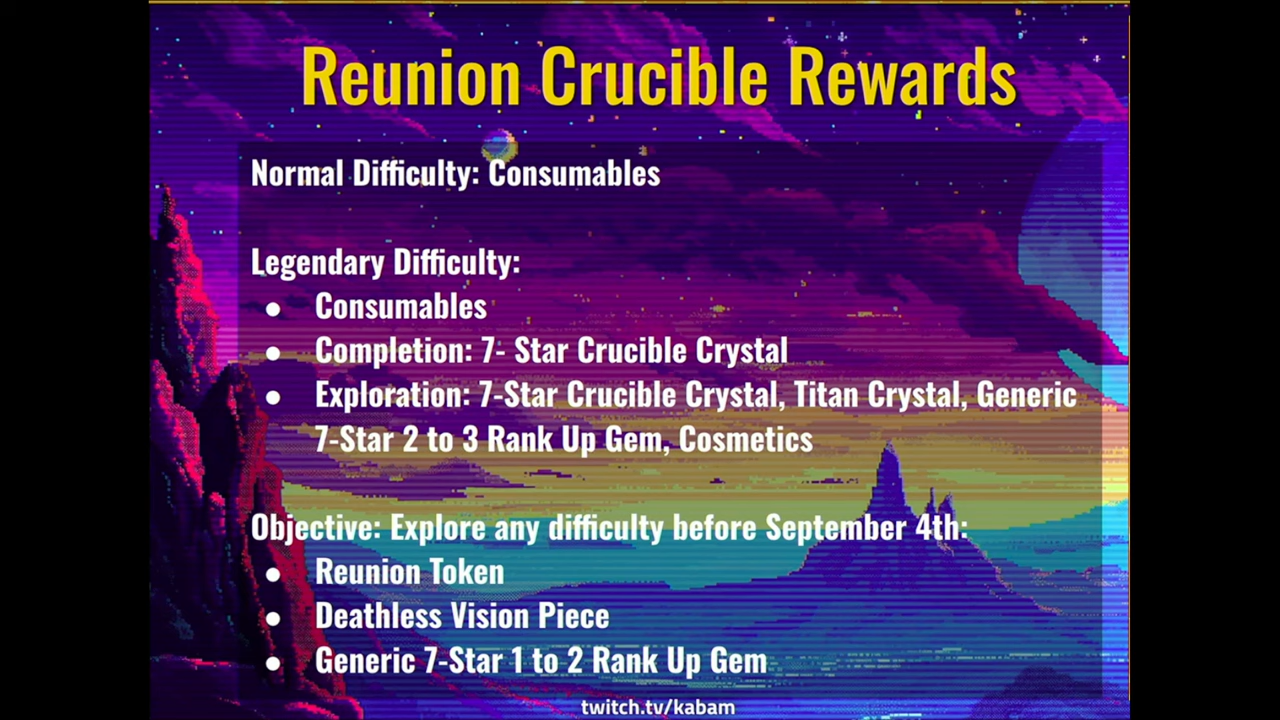 Reunion Crucible Rewards
Normal Difficulty: Consumables
Legendary Difficulty:
● Consumables
● Completion: 7- Star Crucible Crystal
● Exploration: 7-Star Crucible Crystal, Titan Crystal, Generic
7-Star 2 to 3 Rank Up Gem, Cosmetics
Objective: Explore any difficulty before September 4th:
● Reunion Token
● Deathless Vision Piece
● Generic 7-Star 1 to 2 Rank Up Gem
twitch.tv/kabam